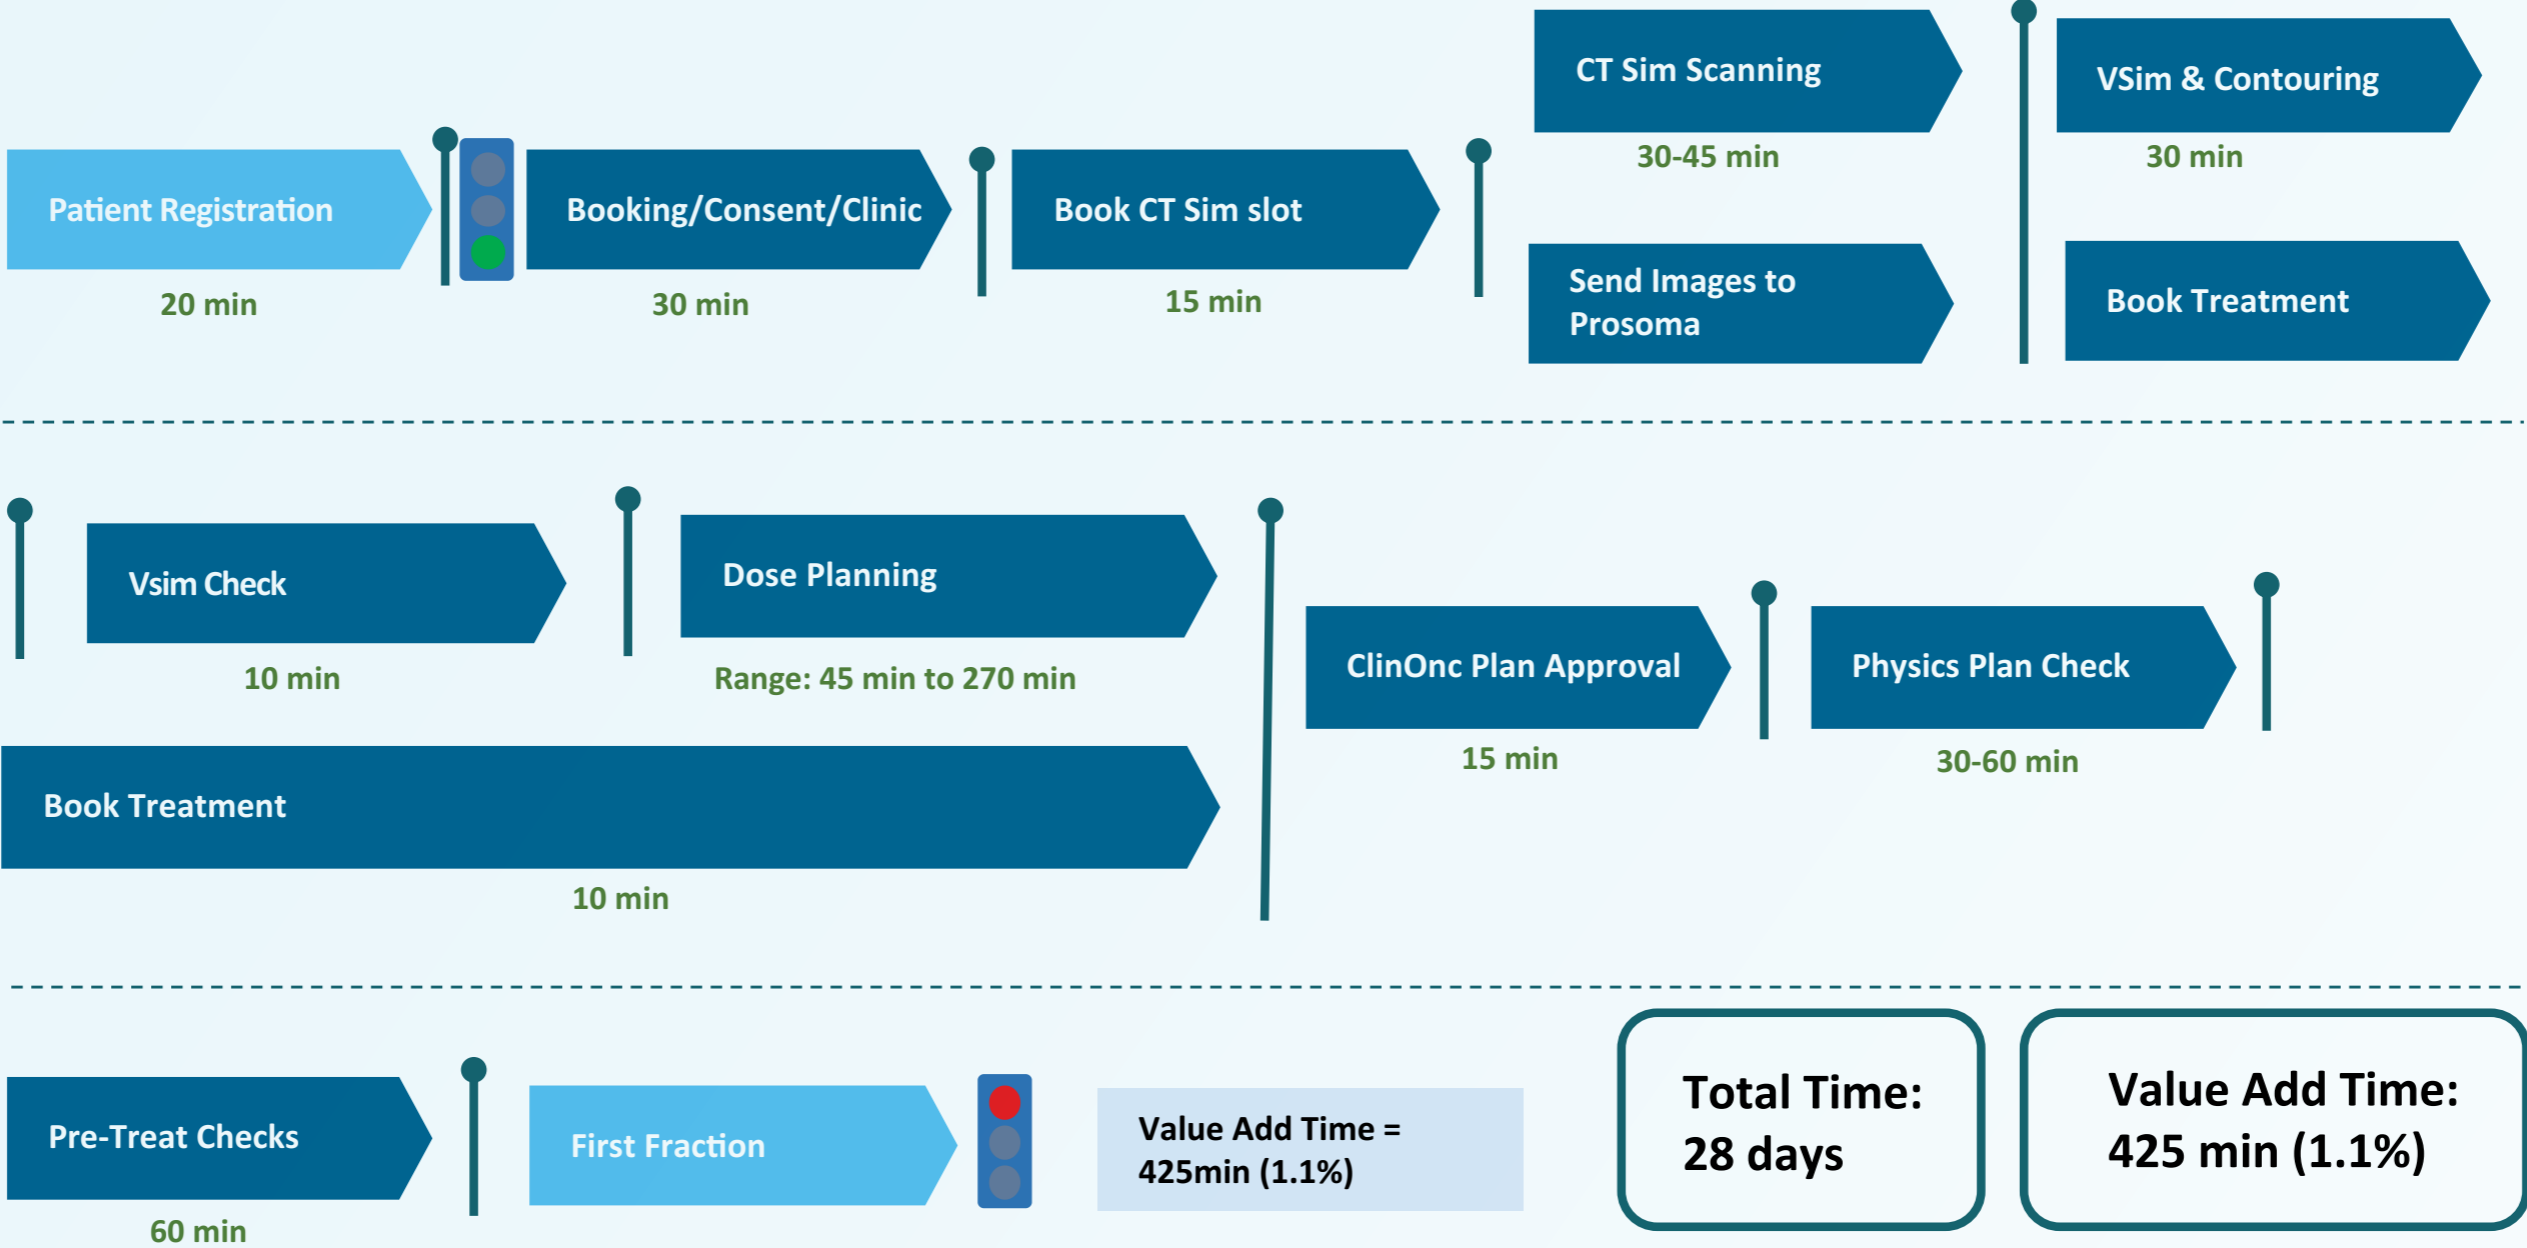 CT Sim Scanning
30-45 min
VSim & Contouring
30 min
Patient Registration
20 min
Booking/Consent/Clinic
30 min
Book CT Sim slot
15 min
Send Images to
Prosoma
Book Treatment
Vsim Check
10 min
Dose Planning
Range: 45 min to 270 min
ClinOnc Plan Approval
15 min
Physics Plan Check
30-60 min
Book Treatment
10 min
Pre-Treat Checks
60 min
First Fraction
Value Add Time =
425min (1.1%)
Total Time:
28 days
Value Add Time:
425 min (1.1%)